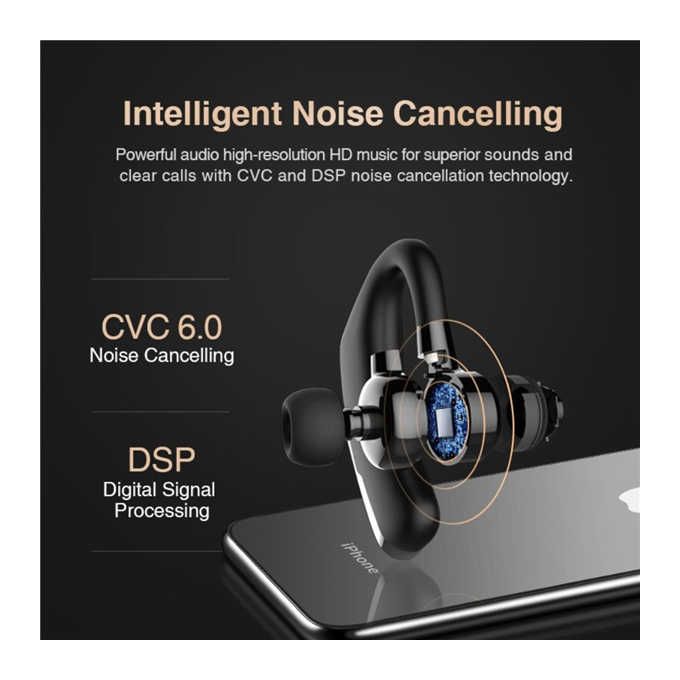 Intelligent Noise Cancelling
Powerful audio high-resolution HD music for superior sounds and
clear calls with CVC and DSP noise cancellation technology.
CVC 6.0
Noise Cancelling
DSP
Digital Signal
Processing
iPhone